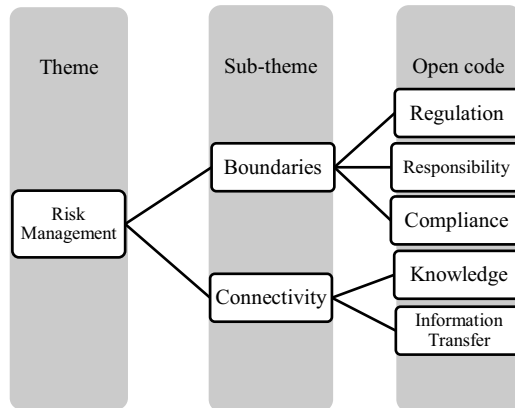 Theme
Sub-theme
Open code
Risk
Management
Boundaries
Connectivity
Regulation
Responsibility
Compliance
Knowledge
Information
Transfer